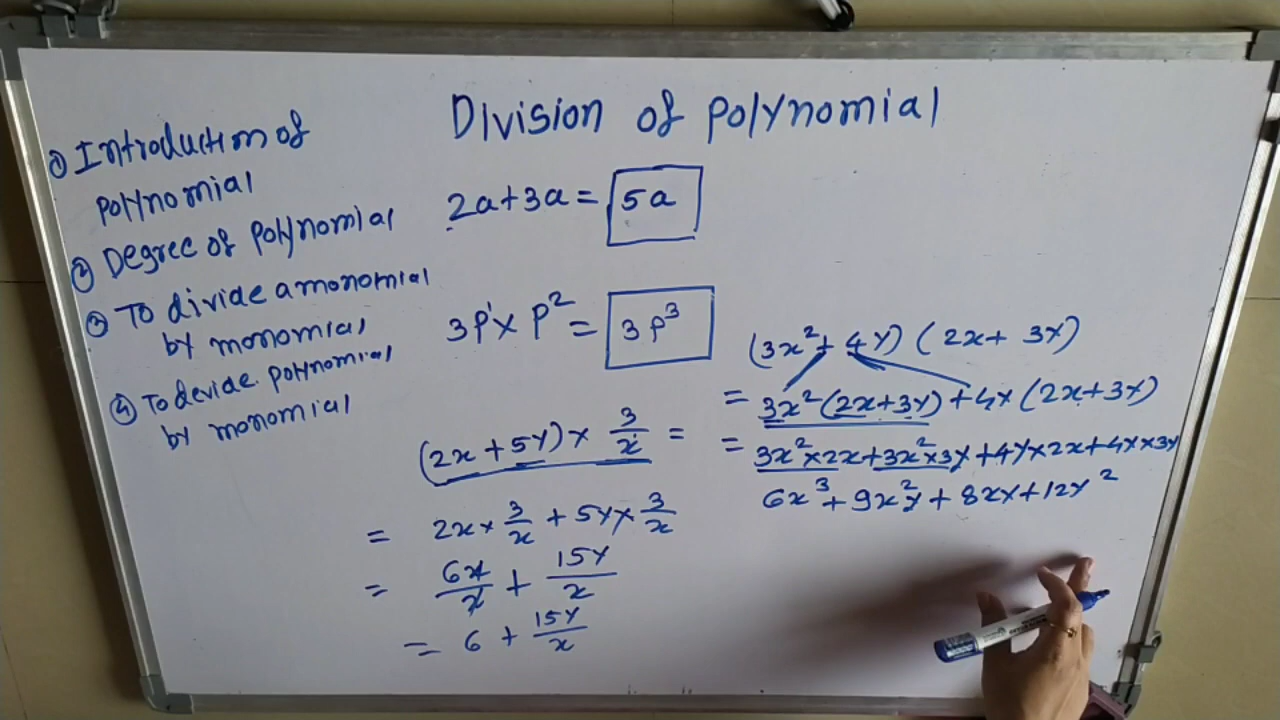 Division of Polynomial
① Introduction of
Polynomial
② Degree of Polynomial
③ To divide a monomial
by monomial
④ To devide Polynomial
by monomial
2a+3a = 5a
3p¹ × p² = 3p³
(2x + 5y) × 3/x =
= 2x × 3/x + 5y × 3/x
= 6x/x + 15y/x
= 6 + 15y/x
(3x² + 4y) (2x + 3y)
= 3x² (2x + 3y) + 4y (2x + 3y)
= 3x² × 2x + 3x² × 3y + 4y × 2x + 4y × 3y
6x³ + 9x²y + 8xy + 12y²